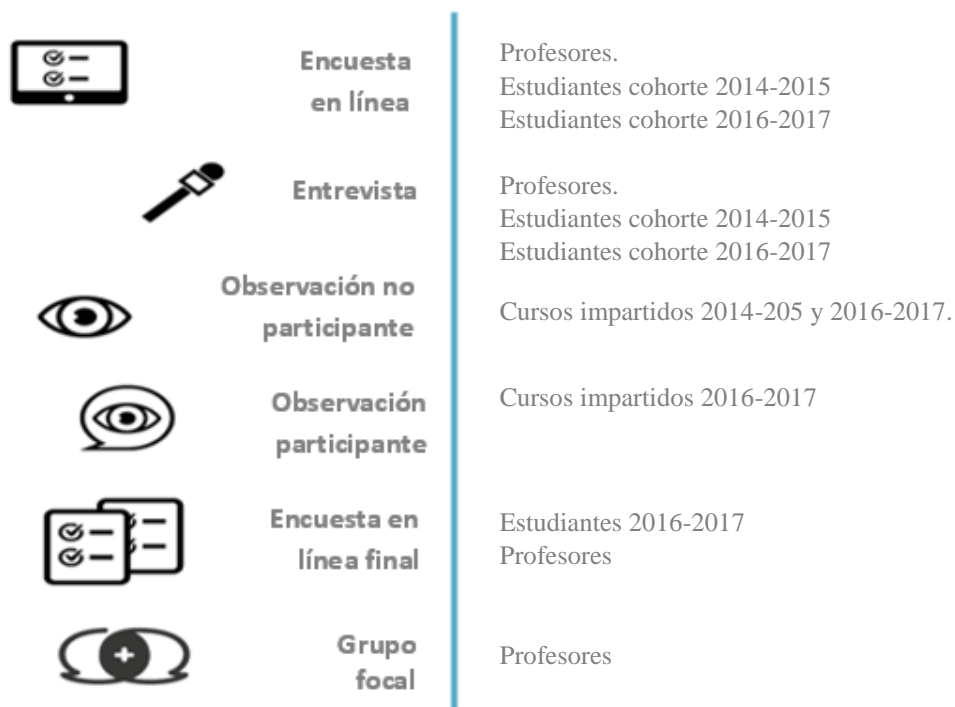 Encuesta
en línea
Profesores.
Estudiantes cohorte 2014-2015
Estudiantes cohorte 2016-2017
Entrevista
Profesores.
Estudiantes cohorte 2014-2015
Estudiantes cohorte 2016-2017
Observación no
participante
Cursos impartidos 2014-205 y 2016-2017.
Observación
participante
Cursos impartidos 2016-2017
Encuesta en
línea final
Estudiantes 2016-2017
Profesores
Grupo
focal
Profesores